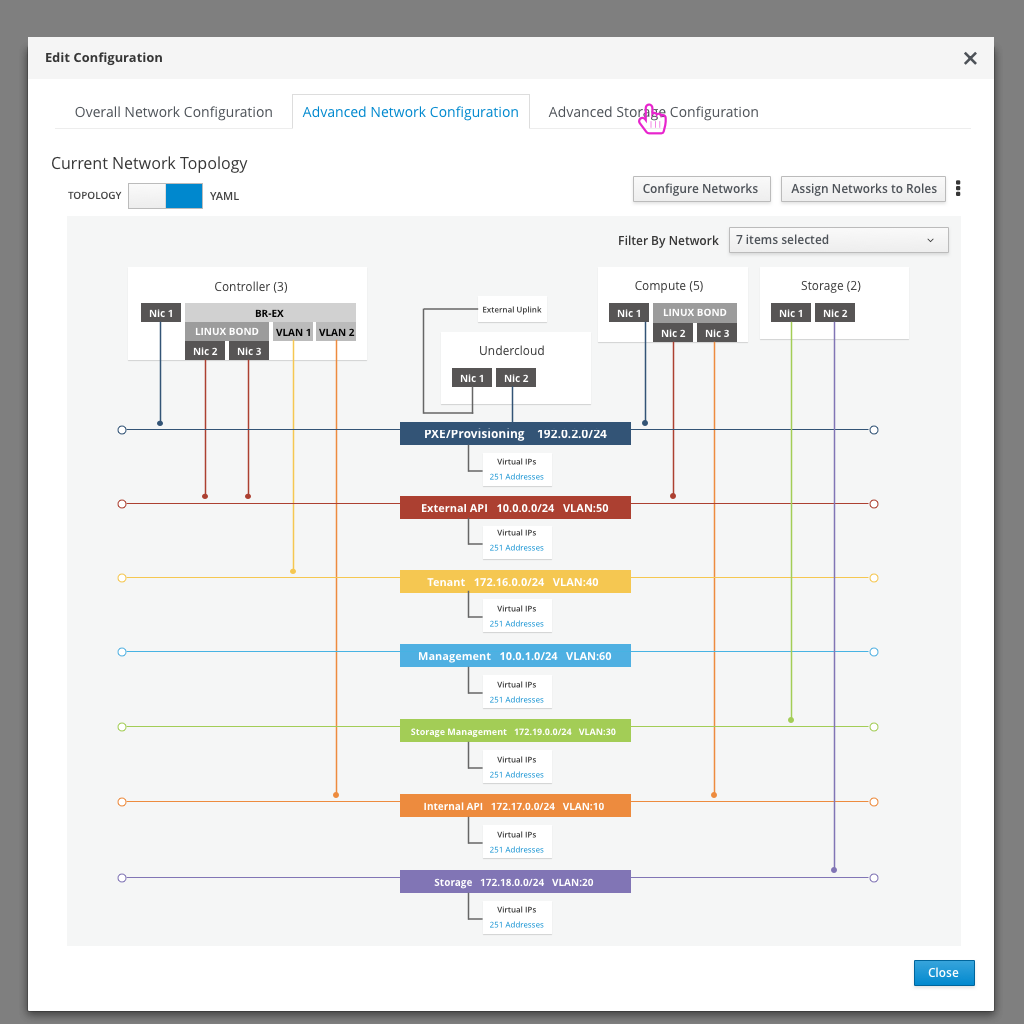 Edit Configuration
Overall Network Configuration
Advanced Network Configuration
Advanced Storage Configuration
Current Network Topology
TOPOLOGY
YAML
Configure Networks
Assign Networks to Roles
Filter By Network
7 items selected
Controller (3)
Nic 1
BR-EX
LINUX BOND
VLAN 1
VLAN 2
Nic 2
Nic 3
External Uplink
Undercloud
Nic 1
Nic 2
Compute (5)
Nic 1
LINUX BOND
Nic 2
Nic 3
Storage (2)
Nic 1
Nic 2
PXE/Provisioning 192.0.2.0/24
Virtual IPs
251 Addresses
External API 10.0.0.0/24 VLAN:50
Virtual IPs
251 Addresses
Tenant 172.16.0.0/24 VLAN:40
Virtual IPs
251 Addresses
Management 10.0.1.0/24 VLAN:60
Virtual IPs
251 Addresses
Storage Management 172.19.0.0/24 VLAN:30
Virtual IPs
251 Addresses
Internal API 172.17.0.0/24 VLAN:10
Virtual IPs
251 Addresses
Storage 172.18.0.0/24 VLAN:20
Virtual IPs
251 Addresses
Close